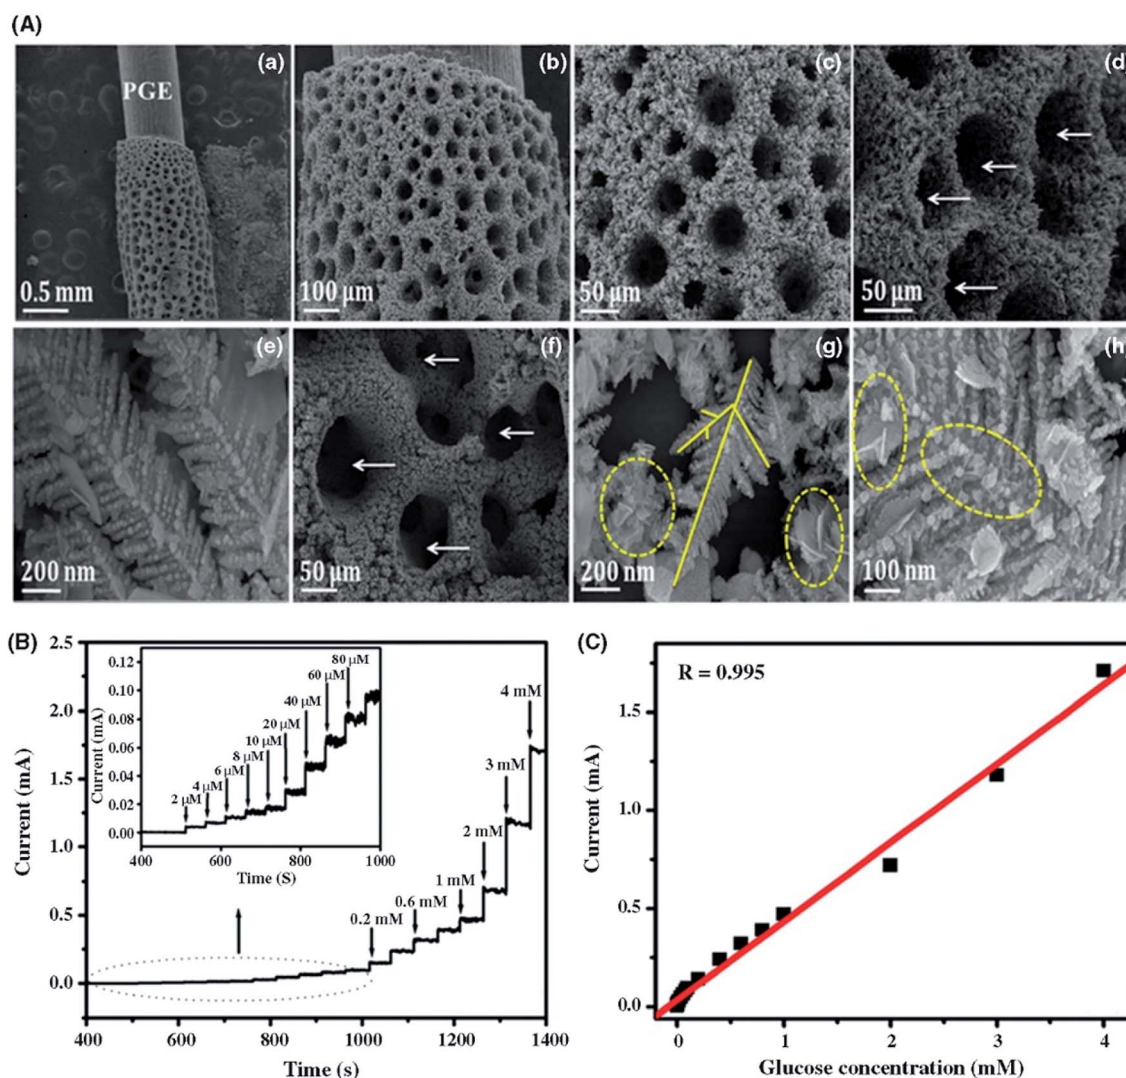 (A)
(a)
(b)
(c)
(d)
PGE
0.5 mm
100 µm
50 µm
50 µm
(e)
(f)
(g)
(h)
200 nm
50 µm
200 nm
100 nm
(B)
2.5
2.0
1.5
1.0
0.5
0.0
Current (mA)
400
600
800
1000
1200
1400
Time (s)
0.12
0.10
0.08
0.06
0.04
0.02
0.00
Current (mA)
400
600
800
1000
Time (S)
2 µM
4 µM
6 µM
8 µM
10 µM
20 µM
40 µM
60 µM
80 µM
0.2 mM
0.6 mM
1 mM
2 mM
3 mM
4 mM
(C)
R = 0.995
1.5
1.0
0.5
0.0
Current (mA)
0
1
2
3
4
Glucose concentration (mM)